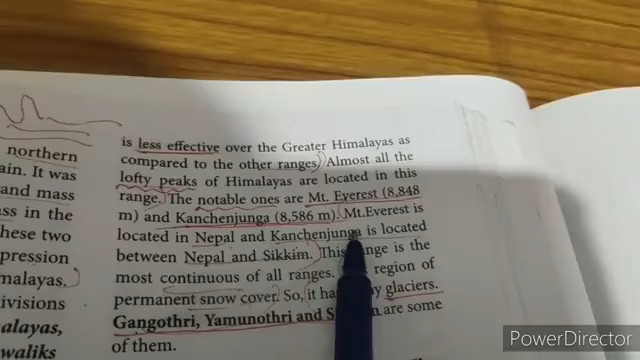 northern
ain. It was
and mass
ss in the
hese two
pression
malayas.
ivisions
alayas,
waliks
is less effective over the Greater Himalayas as
compared to the other ranges. Almost all the
lofty peaks of Himalayas are located in this
range. The notable ones are Mt. Everest (8,848
m) and Kanchenjunga (8,586 m). Mt.Everest is
located in Nepal and Kanchenjunga is located
between Nepal and Sikkim. This range is the
most continuous of all ranges. region of
permanent snow cover. So, it ha y glaciers.
Gangothri, Yamunothri and S n are some
of them.
PowerDirector